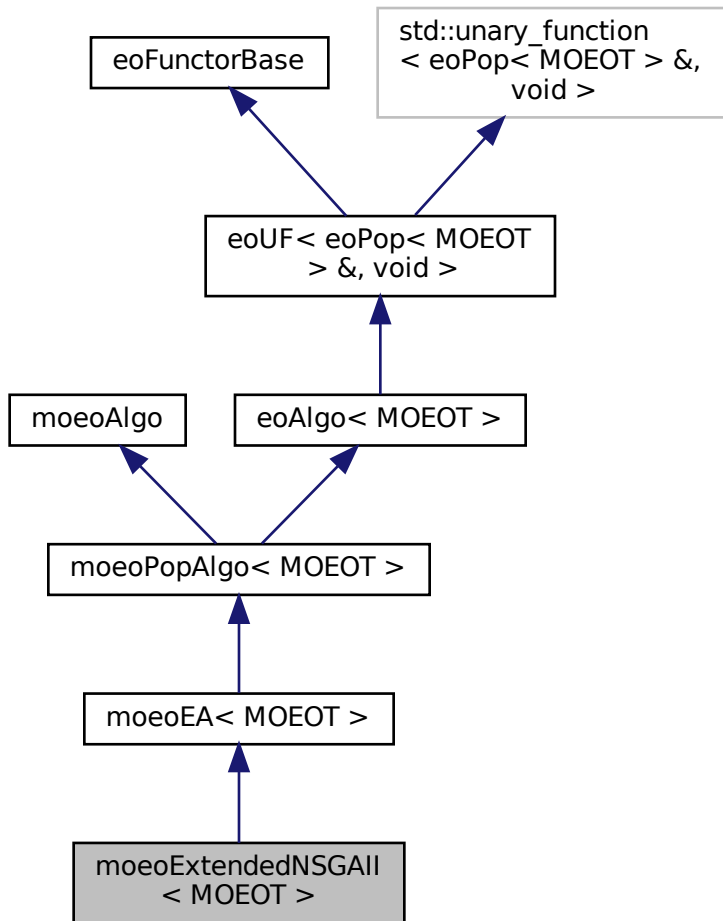 eoFunctorBase
std::unary_function
< eoPop< MOEOT > &,
void >
eoUF< eoPop< MOEOT
> &, void >
moeoAlgo
eoAlgo< MOEOT >
moeoPopAlgo< MOEOT >
moeoEA< MOEOT >
moeoExtendedNSGAII
< MOEOT >